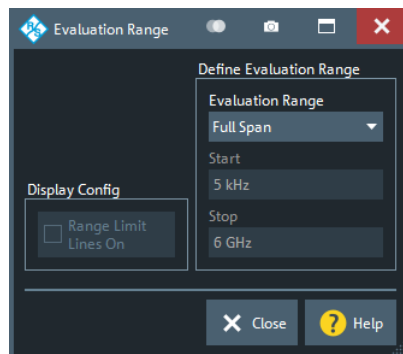 Evaluation Range
Define Evaluation Range
Evaluation Range
Full Span
Start
5 kHz
Display Config
Range Limit
Lines On
Stop
6 GHz
Close
? Help